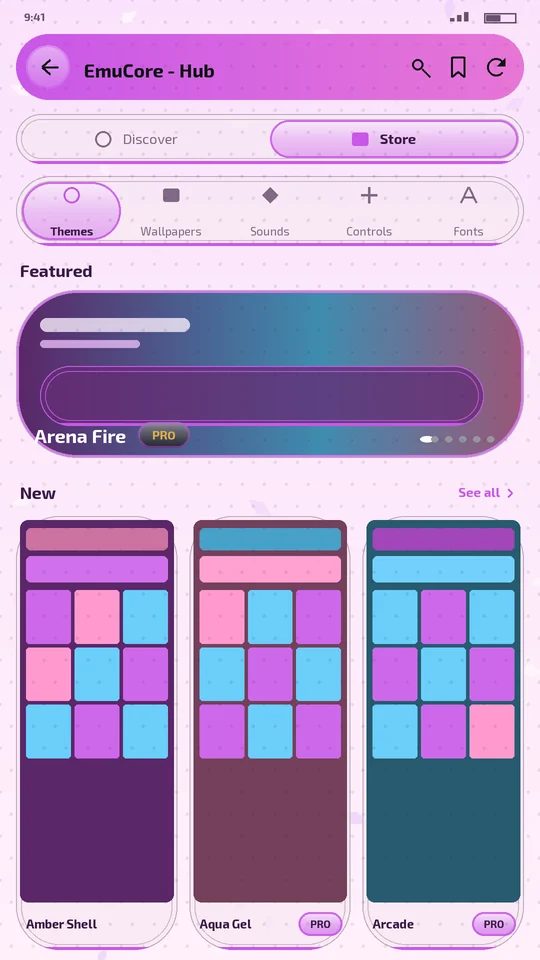 9:41
EmuCore - Hub
Discover
Store
Themes
Wallpapers
Sounds
Controls
Fonts
Featured
Arena Fire
PRO
New
See all
Amber Shell
Aqua Gel
PRO
Arcade
PRO